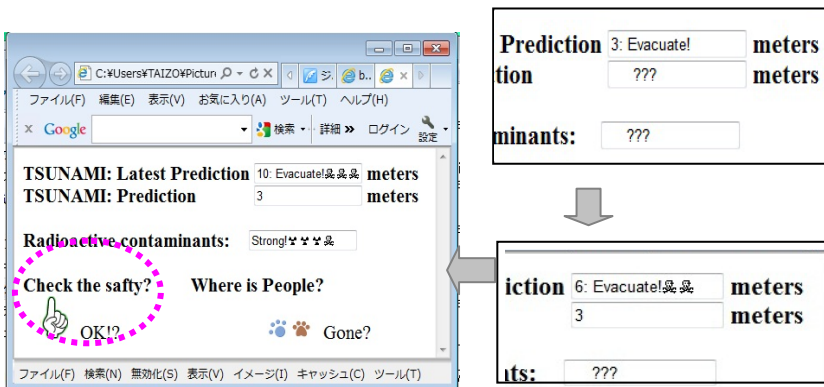 C:¥Users¥TAIZO¥Pictur
ジ.
b..
ファイル(F) 編集(E) 表示(V) お気に入り(A) ツール(T) ヘルプ(H)
x Google 検索 詳細 » ログイン 設定
TSUNAMI: Latest Prediction 10: Evacuate!☠☠☠ meters
TSUNAMI: Prediction 3 meters
Radioactive contaminants: Strong!☣☣☣☠
Check the safty? Where is People?
OK!? Gone?
ファイル(F) 検索(N) 無効化(S) 表示(V) イメージ(I) キャッシュ(C) ツール(T)
Prediction 3: Evacuate! meters
tion ??? meters
minants: ???
iction 6: Evacuate!☠☠ meters
3 meters
nts: ???